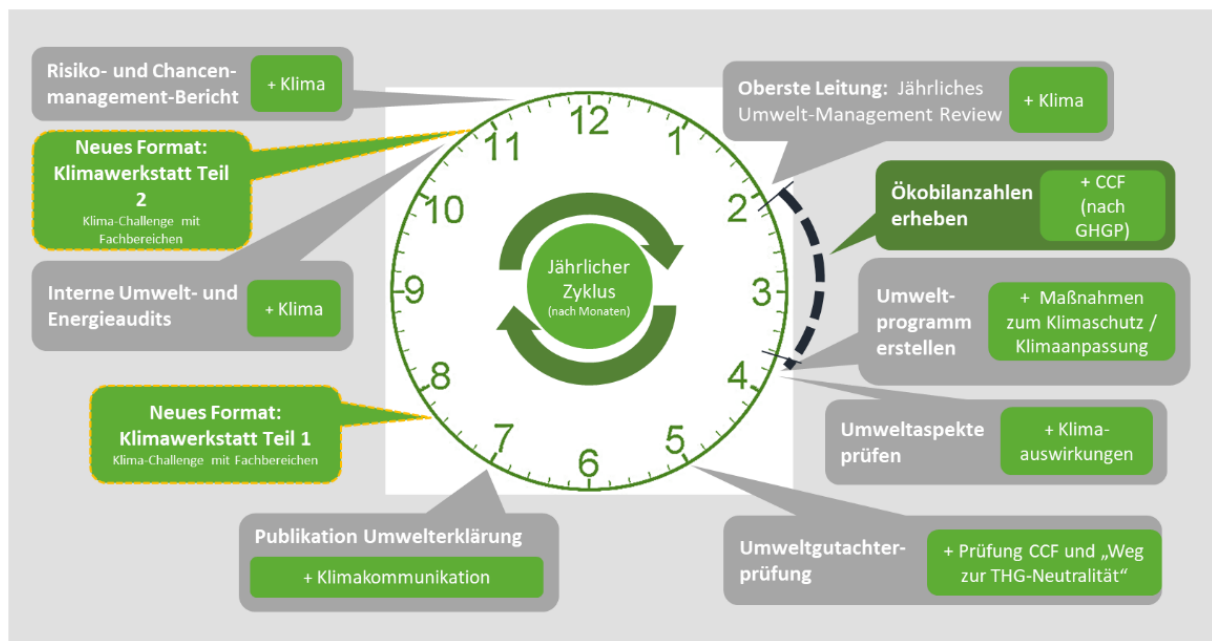 Risiko- und Chancen-
management-Bericht
+ Klima
Neues Format:
Klimawerkstatt Teil
2
Klima-Challenge mit
Fachbereichen
Interne Umwelt- und
Energieaudits
+ Klima
Neues Format:
Klimawerkstatt Teil 1
Klima-Challenge mit Fachbereichen
Publikation Umwelterklärung
+ Klimakommunikation
12
1
2
3
4
5
6
7
8
9
10
11
Jährlicher
Zyklus
(nach Monaten)
Oberste Leitung: Jährliches
Umwelt-Management Review
+ Klima
Ökobilanzahlen
erheben
+ CCF
(nach
GHGP)
Umwelt-
programm
erstellen
+ Maßnahmen
zum Klimaschutz /
Klimaanpassung
Umweltaspekte
prüfen
+ Klima-
auswirkungen
Umweltgutachter-
prüfung
+ Prüfung CCF und „Weg
zur THG-Neutralität“